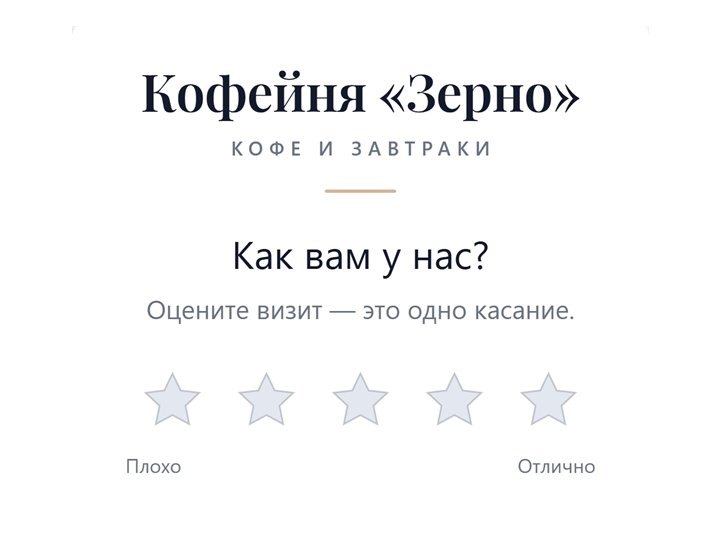 Кофейня «Зерно»
КОФЕ И ЗАВТРАКИ
Как вам у нас?
Оцените визит — это одно касание.
Плохо
Отлично